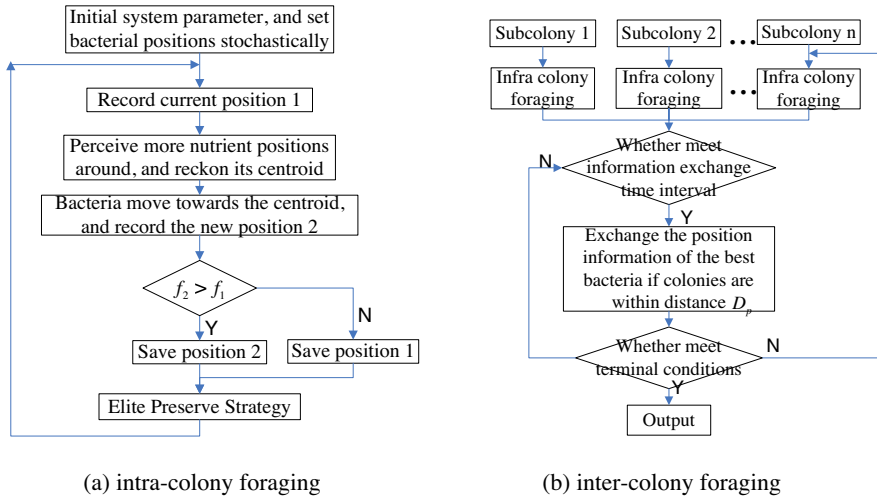 Initial system parameter, and set
bacterial positions stochastically
Record current position 1
Perceive more nutrient positions
around, and reckon its centroid
Bacteria move towards the centroid,
and record the new position 2
f₂ > f₁
N
Y
Save position 2
Save position 1
Elite Preserve Strategy
(a) intra-colony foraging
Subcolony 1
Subcolony 2
...
Subcolony n
Infra colony
foraging
Infra colony
foraging
...
Infra colony
foraging
Whether meet
information exchange
time interval
N
Y
Exchange the position
information of the best
bacteria if colonies are
within distance Dₚ
Whether meet
terminal conditions
N
Y
Output
(b) inter-colony foraging